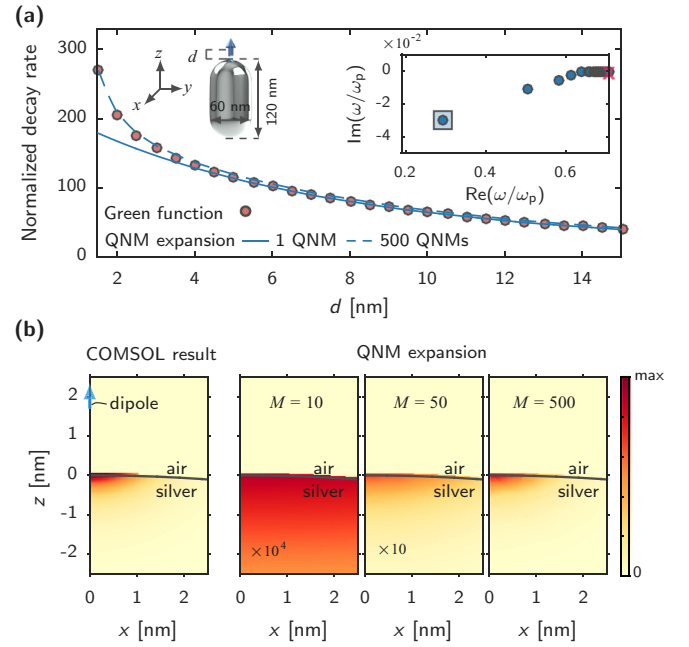 (a)
Normalized decay rate
300
200
100
0
2
4
6
8
10
12
14
d [nm]
z
y
x
d
60 nm
120 nm
×10⁻²
0
-2
-4
Im(ω/ωp)
0.2
0.4
0.6
Re(ω/ωp)
Green function
QNM expansion
1 QNM
500 QNMs
(b)
COMSOL result
QNM expansion
dipole
M = 10
M = 50
M = 500
max
0
2
1
0
-1
-2
z [nm]
air
silver
air
silver
×10⁴
air
silver
×10
air
silver
0 1 2
0 1 2
0 1 2
0 1 2
x [nm]
x [nm]
x [nm]
x [nm]